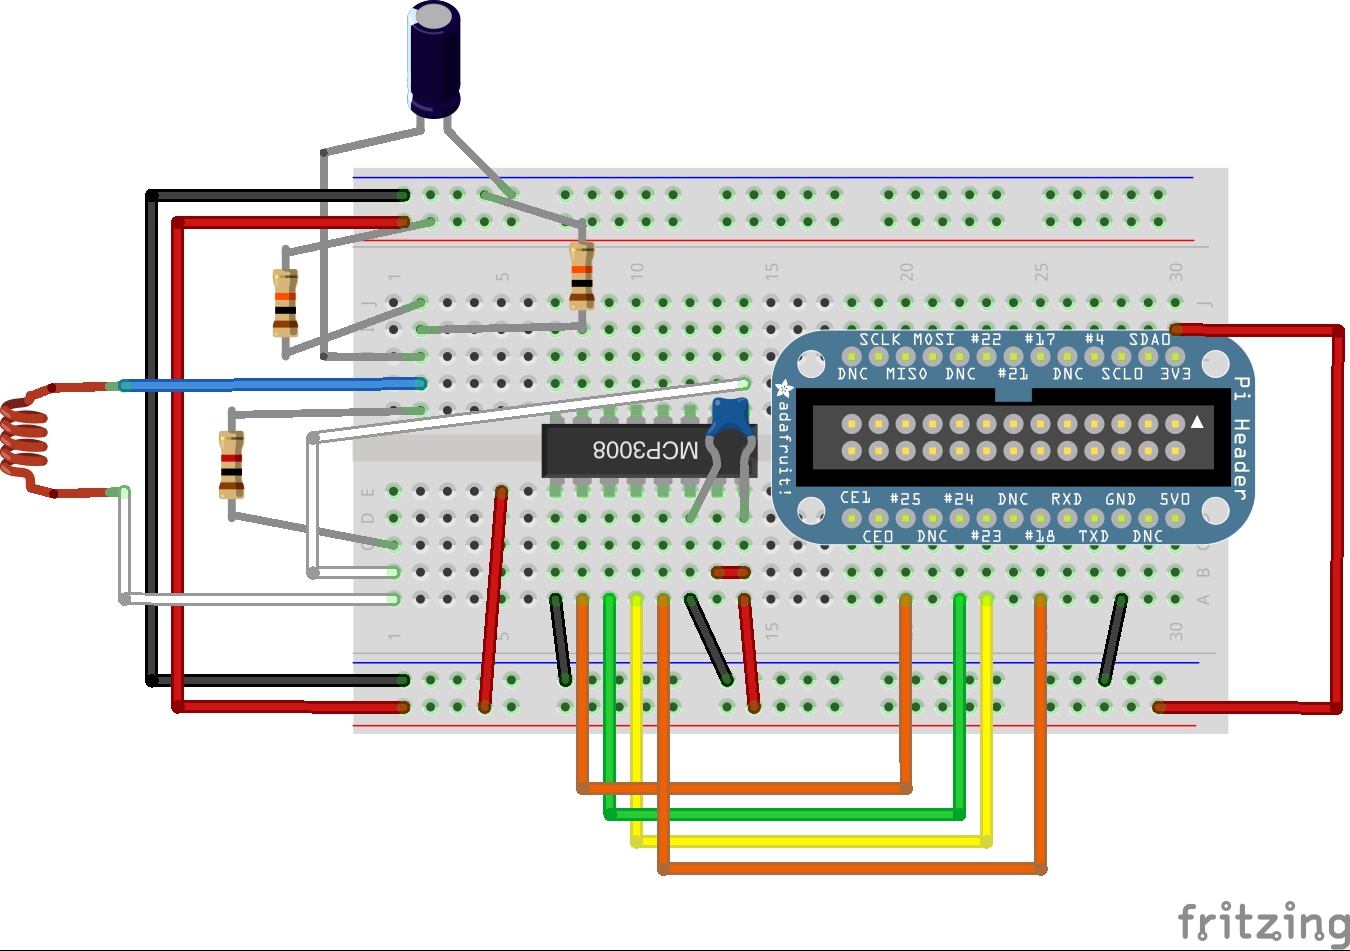 1
5
10
15
20
25
30
J
J
I
SCLK MOSI #22 #17 #4 SDA0
DNC MISO DNC #21 DNC SCL0 3V3
adafruit!
Pi Header
MCP3008
CE1 #25 #24 DNC RXD GND 5V0
CE0 DNC #23 #18 TXD DNC
E
D
C
B
B
A
A
1
5
15
30
fritzing